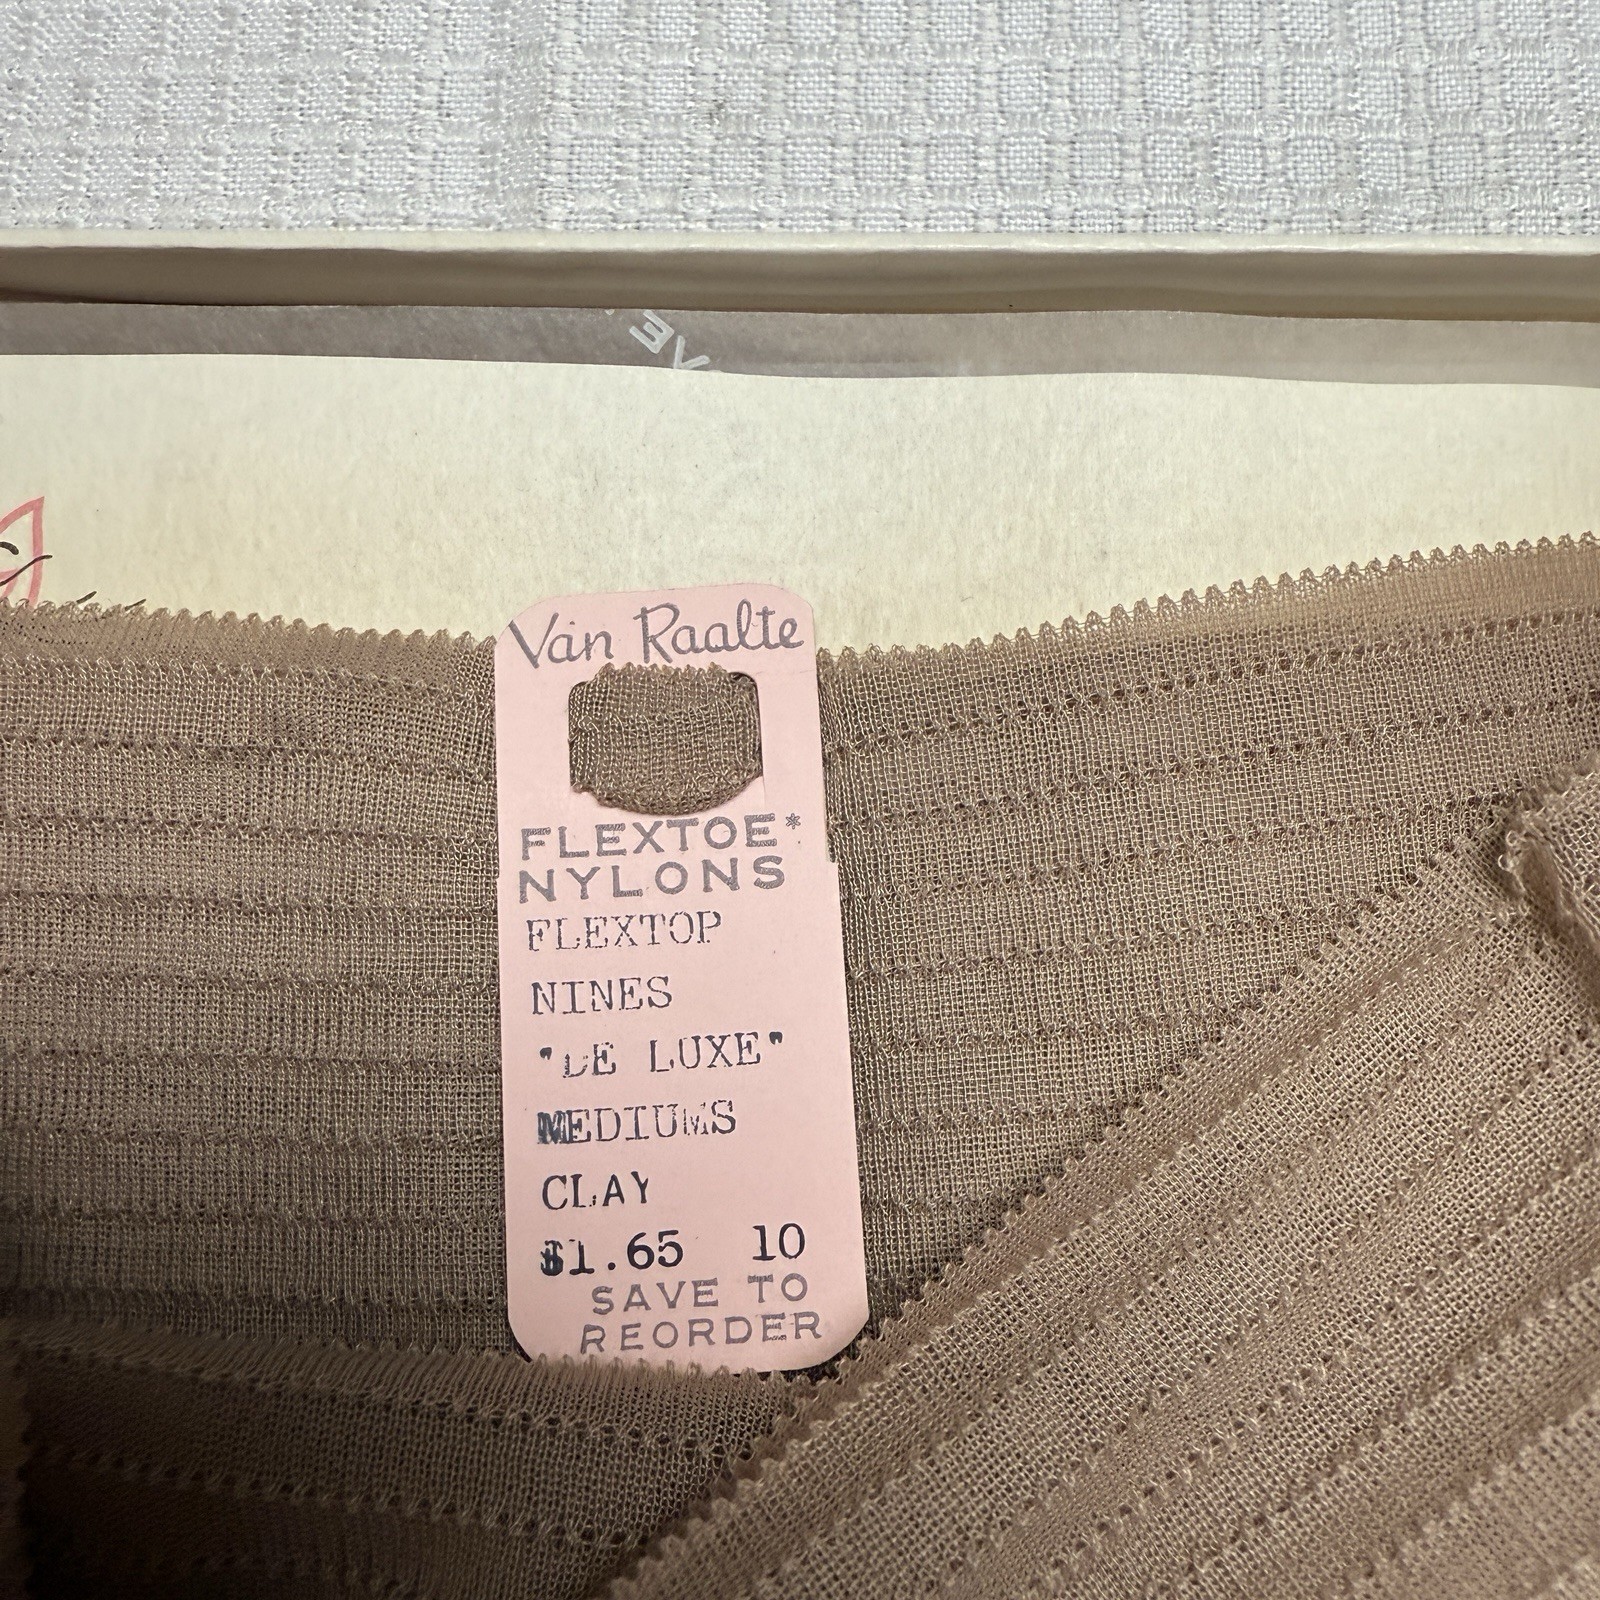 Van Raalte
FLEXTOE*
NYLONS
FLEXTOP
NINES
"DE LUXE"
MEDIUMS
CLAY
$1.65 10
SAVE TO
REORDER